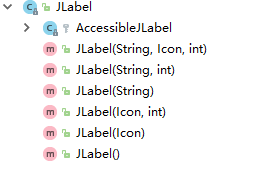 JLabel
AccessibleJLabel
JLabel(String, Icon, int)
JLabel(String, int)
JLabel(String)
JLabel(Icon, int)
JLabel(Icon)
JLabel()